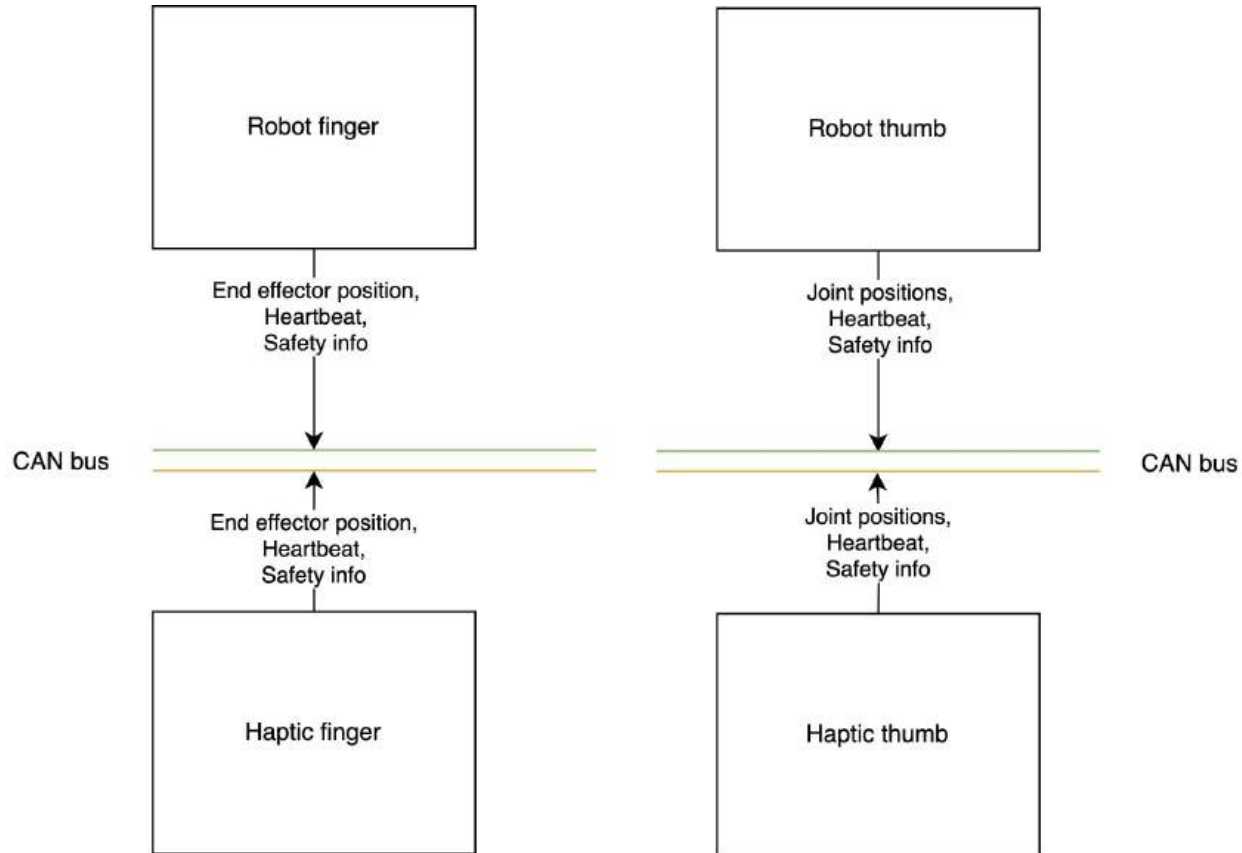 Robot finger
Robot thumb
End effector position,
Heartbeat,
Safety info
Joint positions,
Heartbeat,
Safety info
CAN bus
CAN bus
End effector position,
Heartbeat,
Safety info
Joint positions,
Heartbeat,
Safety info
Haptic finger
Haptic thumb